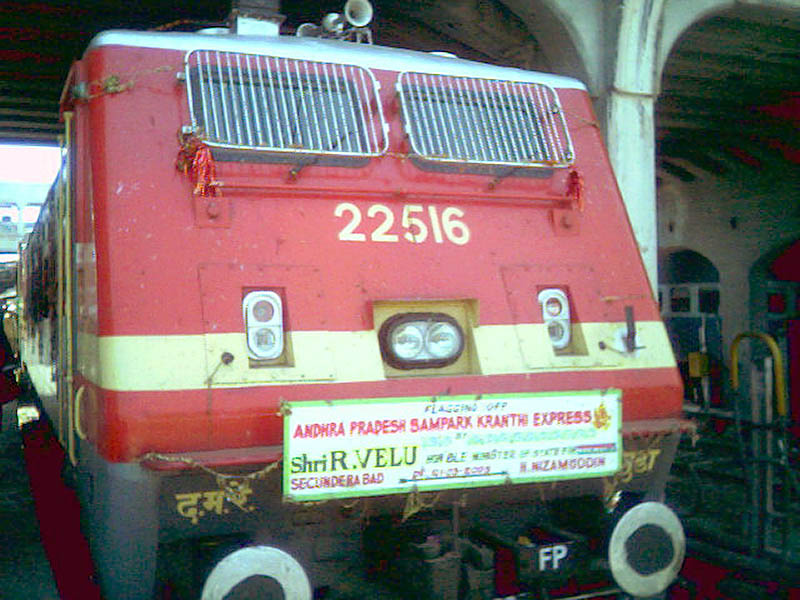 22516
FLAGGING OFF
ANDHRA PRADESH SAMPARK KRANTHI EXPRESS
BY
Shri R.VELU HON'BLE MINISTER OF STATE FOR
SECUNDERABAD H.NIZAMUDDIN
द.म.रे.
FP